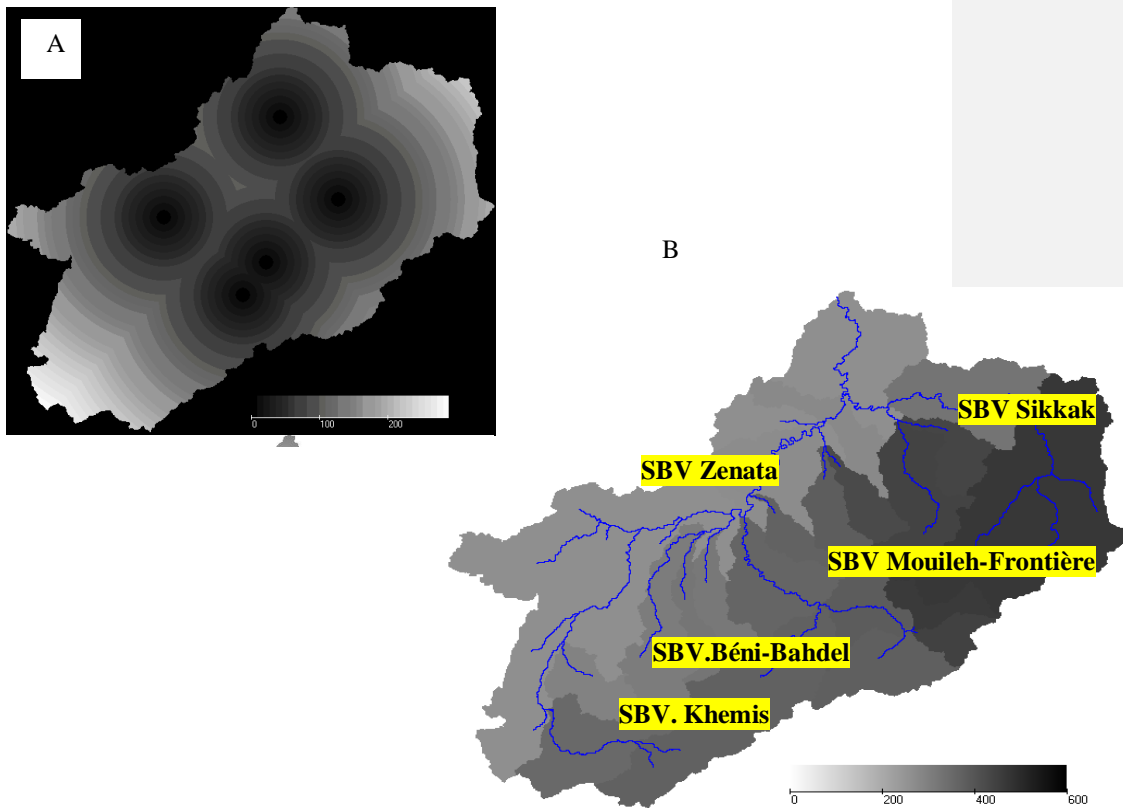 A
0 100 200
B
SBV Sikkak
SBV Zenata
SBV Mouileh-Frontière
SBV.Béni-Bahdel
SBV. Khemis
0 200 400 600